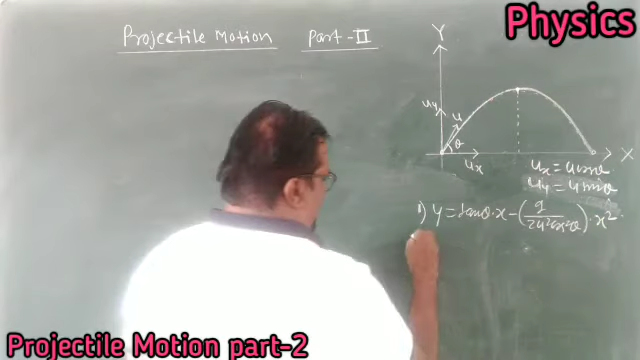 Physics
Projectile Motion Part-II
Y
uy
u
θ
ux
X
ux = u cosθ
uy = u sinθ
1) y = tanθ·x - (g / 2u²cos²θ)·x²
Projectile Motion part-2